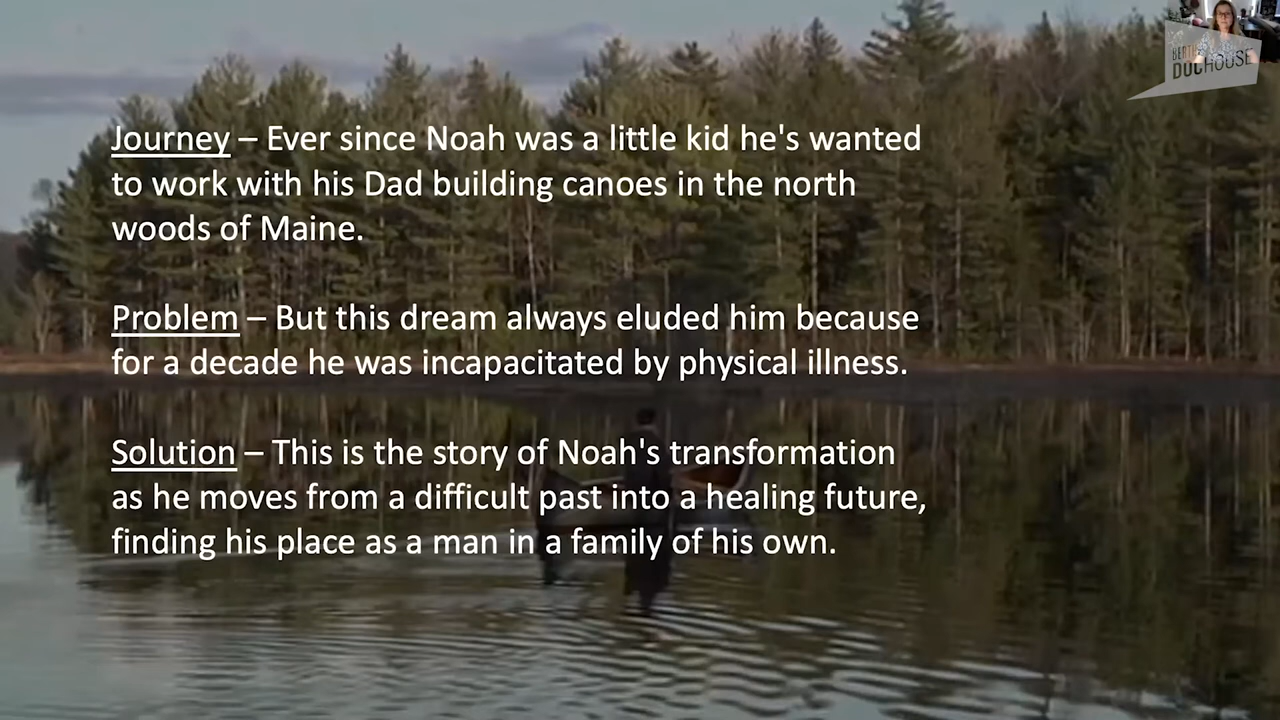 BERTHA
DOCHOUSE
Journey – Ever since Noah was a little kid he's wanted
to work with his Dad building canoes in the north
woods of Maine.
Problem – But this dream always eluded him because
for a decade he was incapacitated by physical illness.
Solution – This is the story of Noah's transformation
as he moves from a difficult past into a healing future,
finding his place as a man in a family of his own.